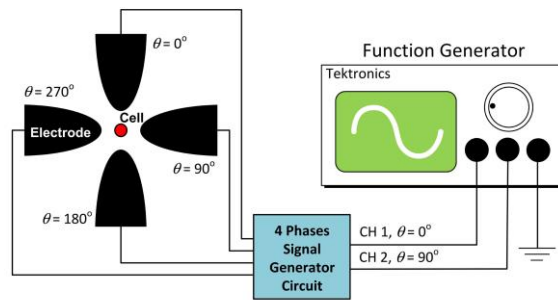 θ = 0°
Function Generator
Tektronics
θ = 270°
Cell
Electrode
θ = 90°
θ = 180°
4 Phases
Signal
Generator
Circuit
CH 1, θ = 0°
CH 2, θ = 90°